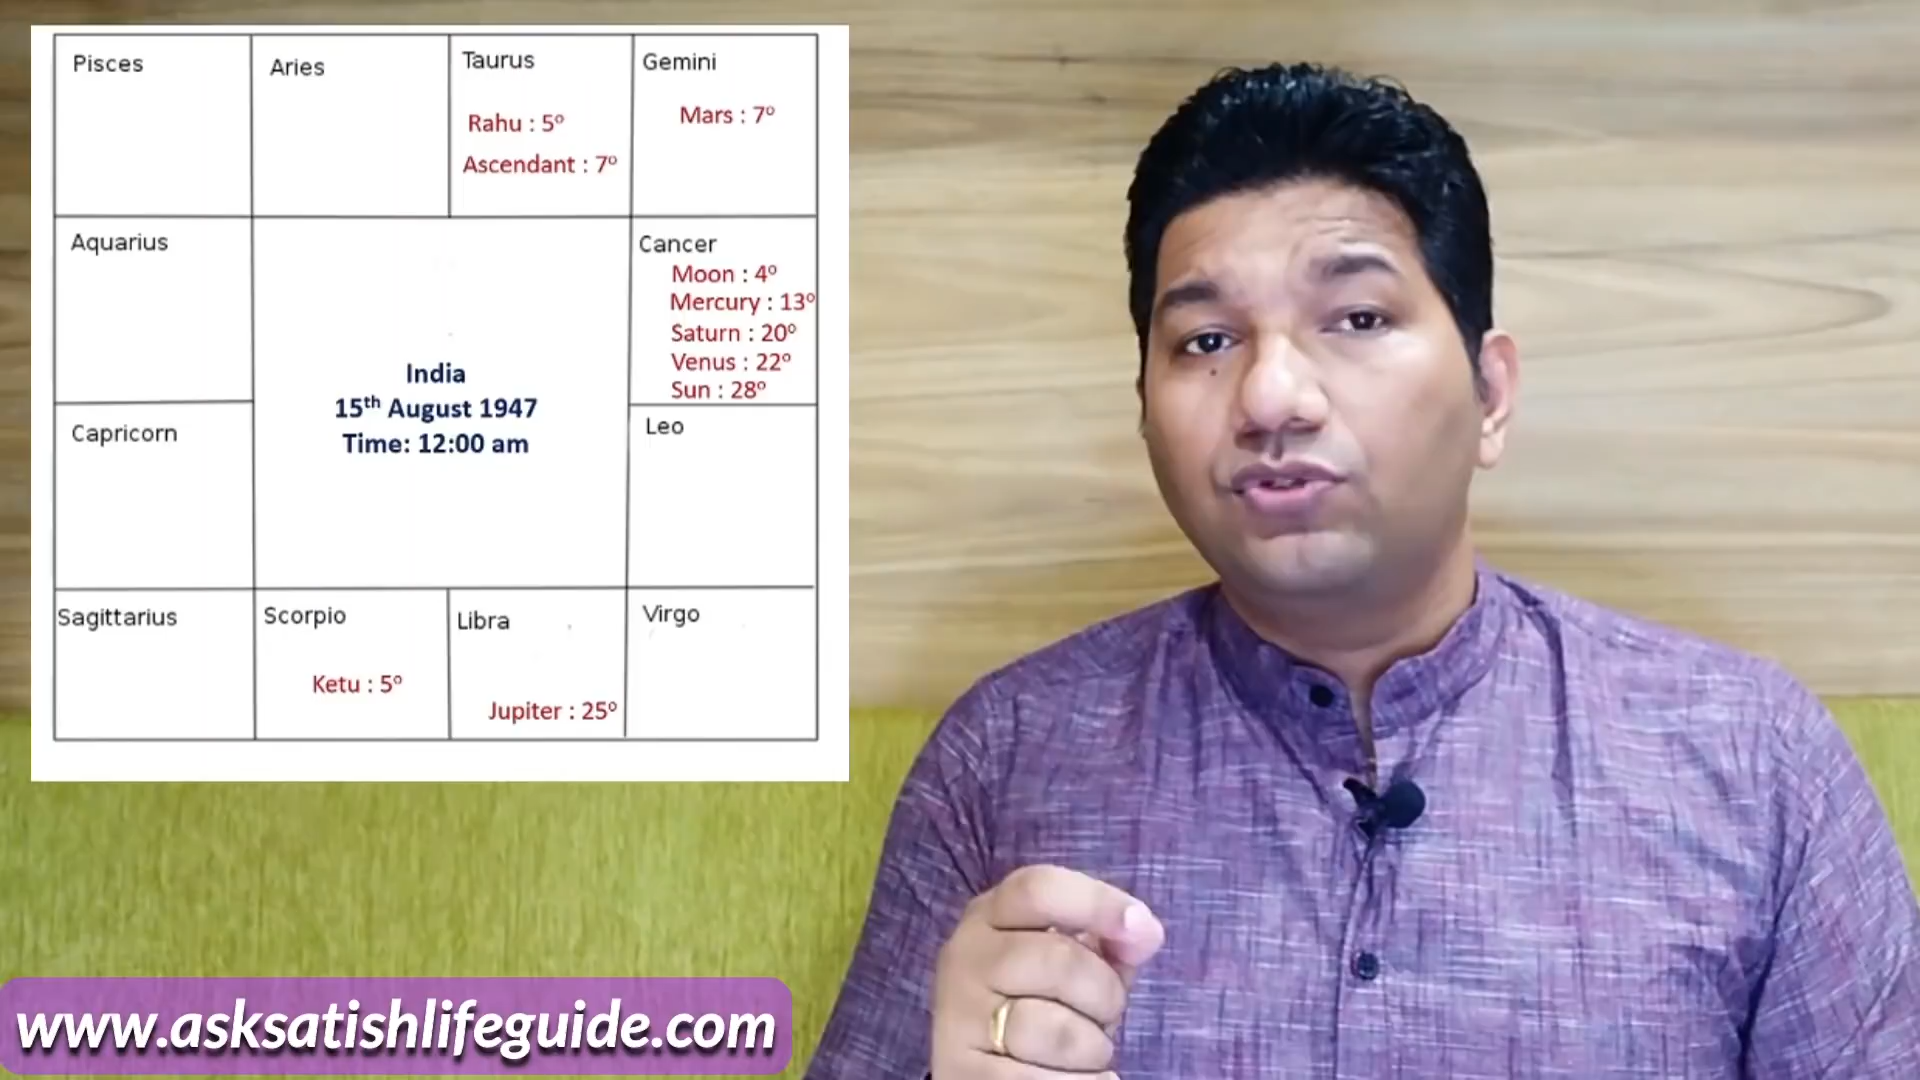 Pisces
Aries
Taurus
Rahu : 5°
Ascendant : 7°
Gemini
Mars : 7°
Aquarius
Cancer
Moon : 4°
Mercury : 13°
Saturn : 20°
Venus : 22°
Sun : 28°
India
15th August 1947
Time: 12:00 am
Capricorn
Leo
Sagittarius
Scorpio
Ketu : 5°
Libra
Jupiter : 25°
Virgo
www.asksatishlifeguide.com